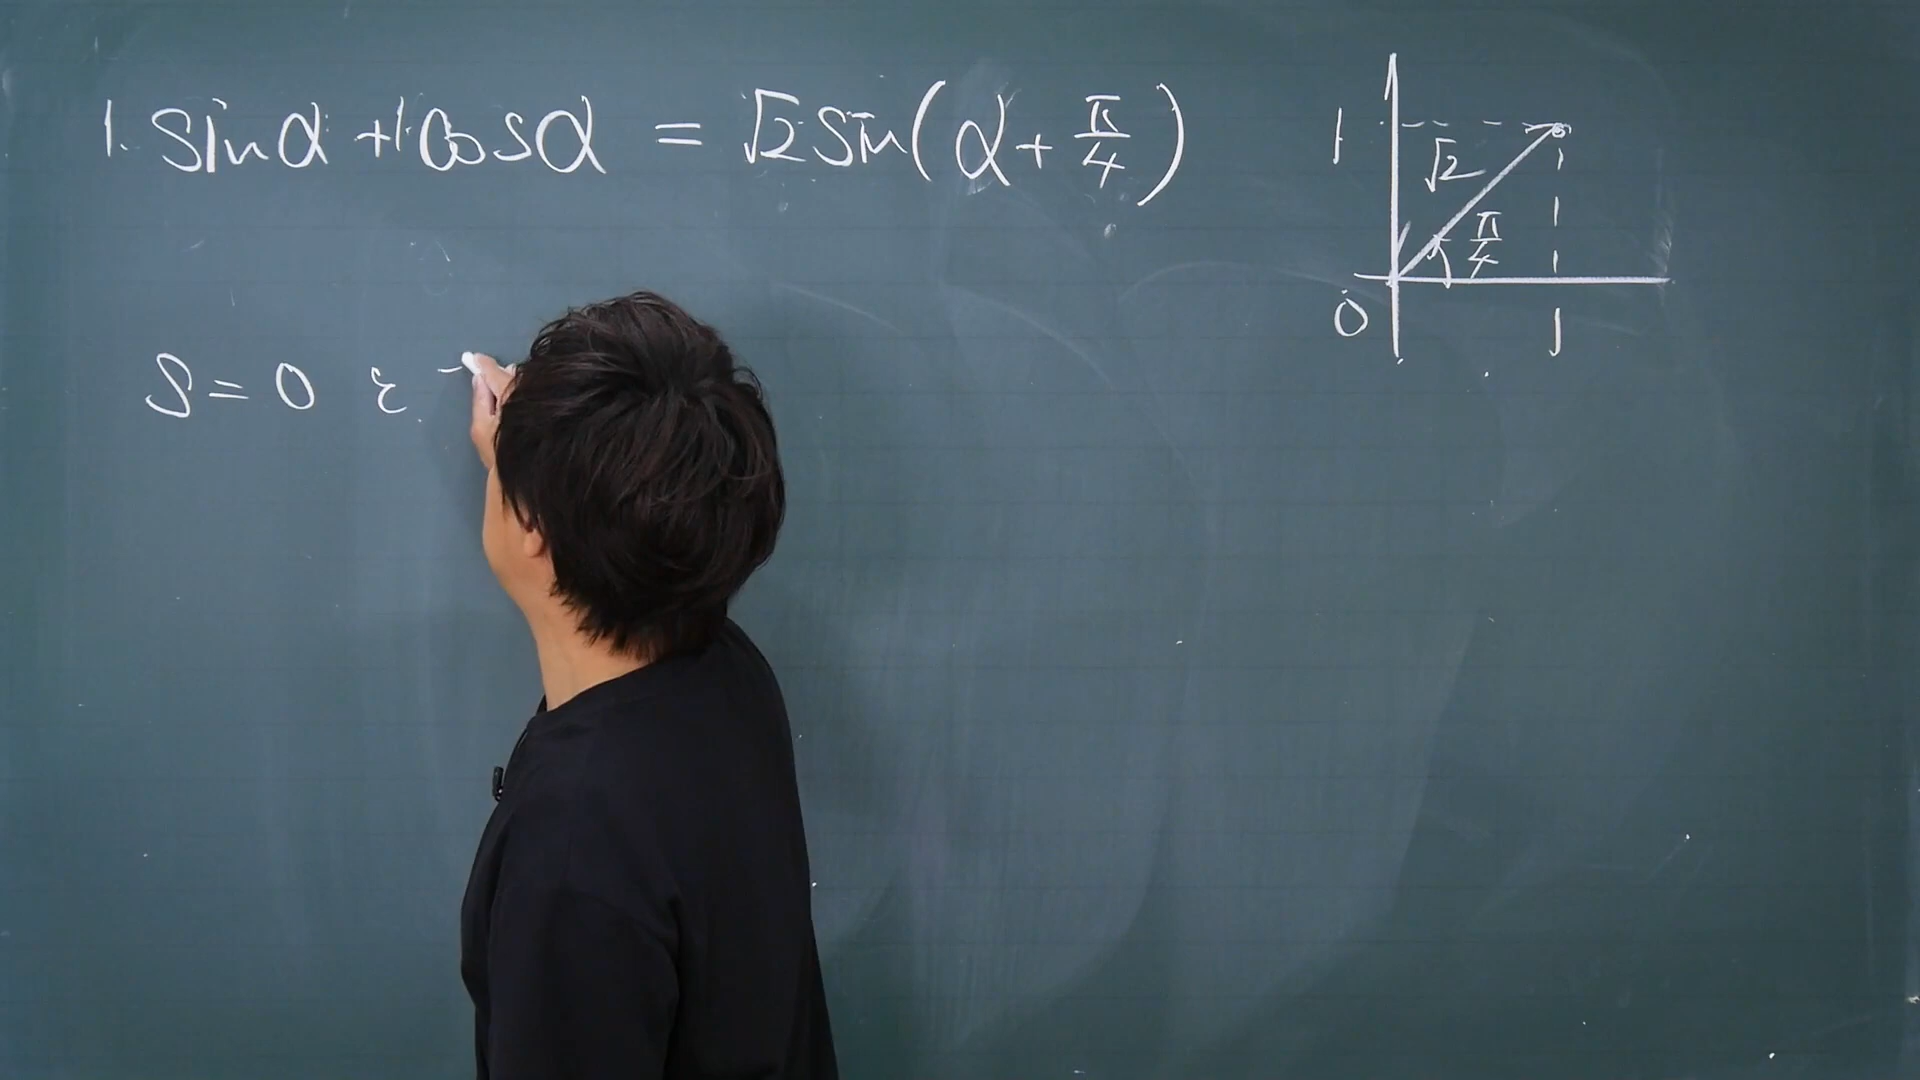 1・sinα + 1・cosα = √2 sin(α + π/4)
1
√2
π/4
0
1
S = 0 と